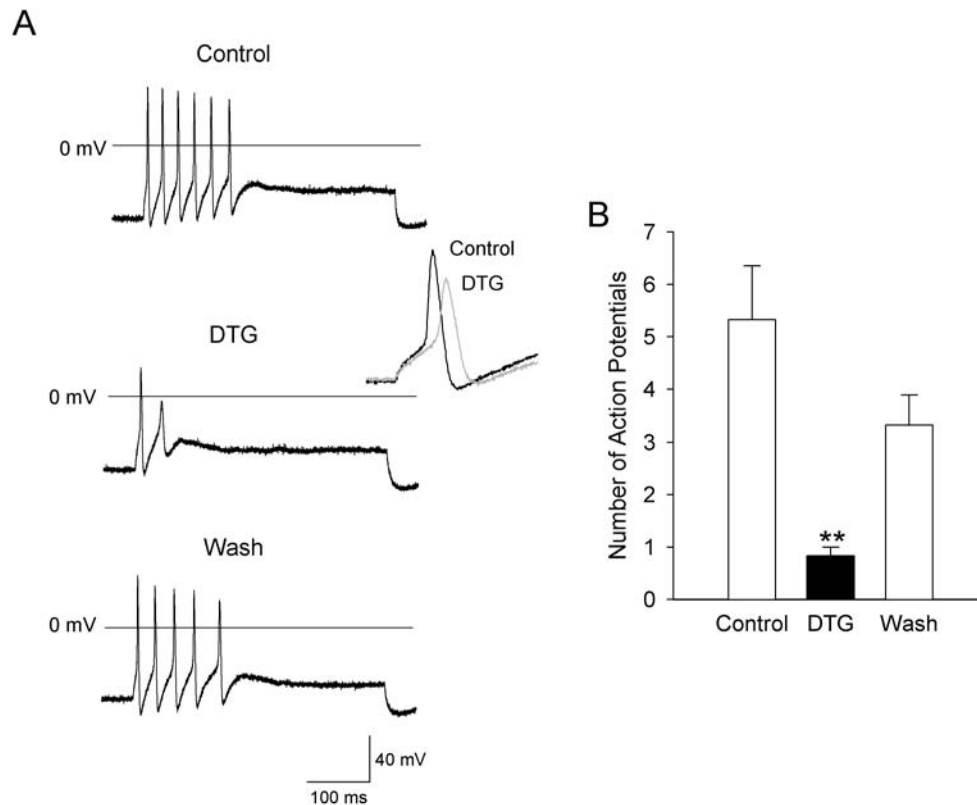 A
Control
0 mV
Control
DTG
DTG
0 mV
Wash
0 mV
40 mV
100 ms
B
Number of Action Potentials
7
6
5
4
3
2
1
0
**
Control DTG Wash